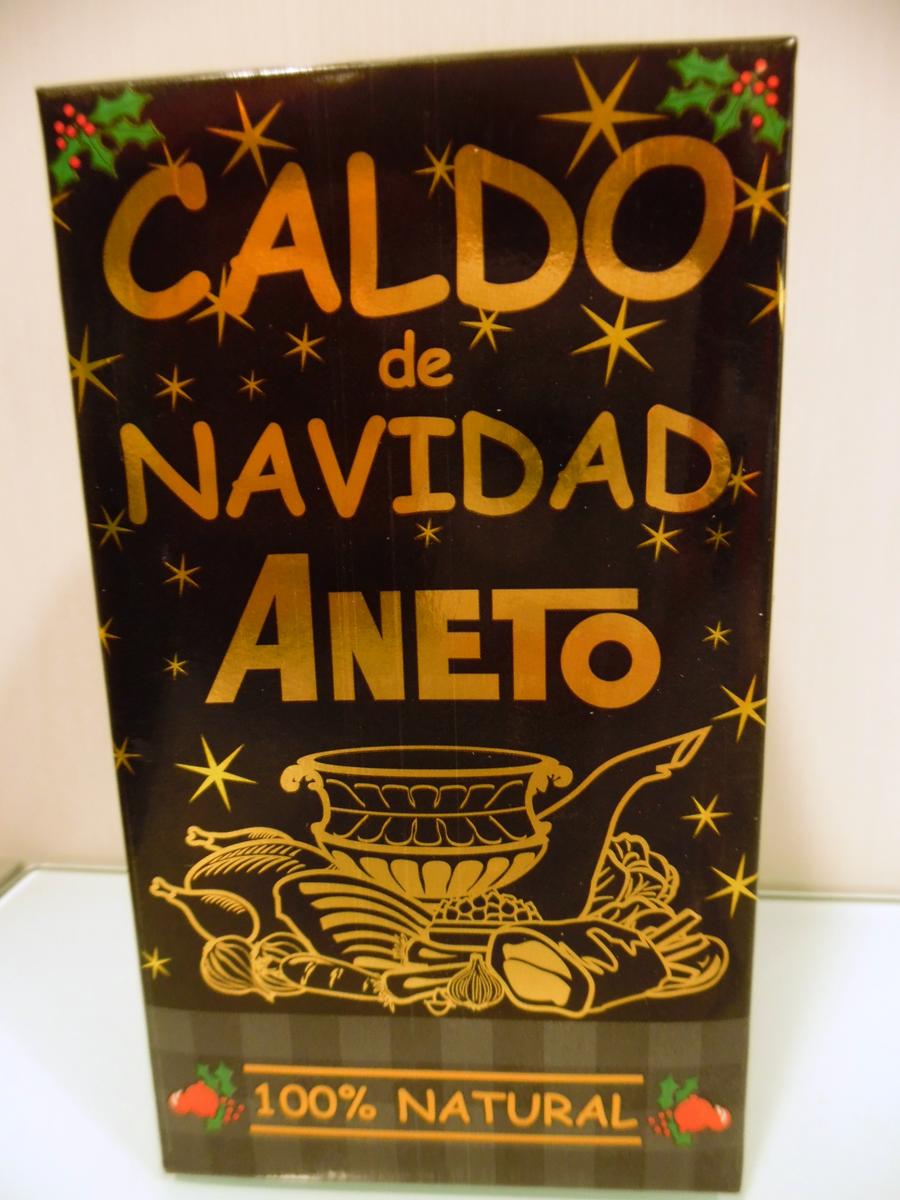 CALDO
de
NAVIDAD
ANETO
100% NATURAL